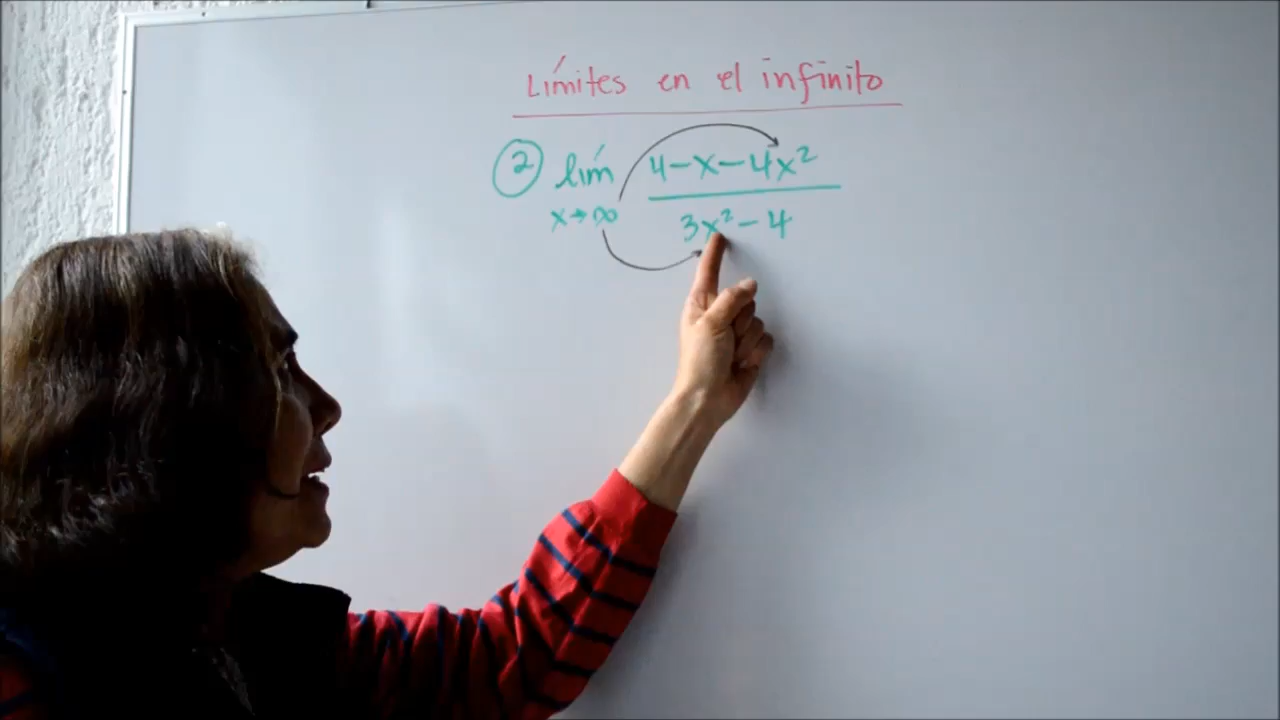 Límites en el infinito
② lím 4-x-4x²
x→∞ 3x²-4